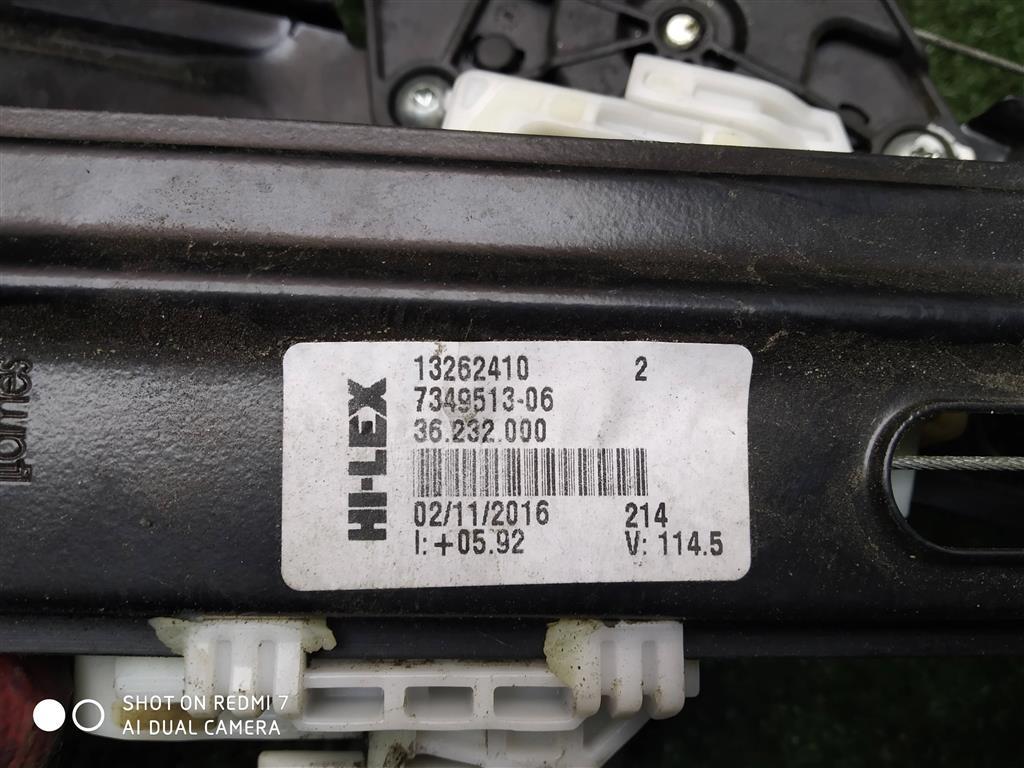 13262410 2
7349513-06
36.232.000
HI-LEX
02/11/2016 214
I: +05.92 V: 114.5
SHOT ON REDMI 7
AI DUAL CAMERA